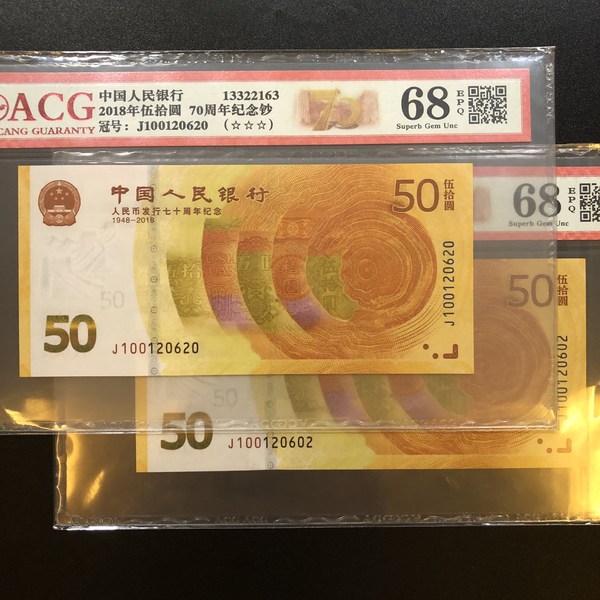 ACG
CANG GUARANTY
中国人民银行 13322163
2018年伍拾圆 70周年纪念钞
冠号: J100120620 (☆☆☆)
70
68 EPQ
Superb Gem Unc
中国人民银行
人民币发行七十周年纪念
1948-2018
50 伍拾圆
J100120620
50
50
J100120620
68 EPQ
Superb Gem Unc
50 伍拾圆
J100120602
50
J100120602